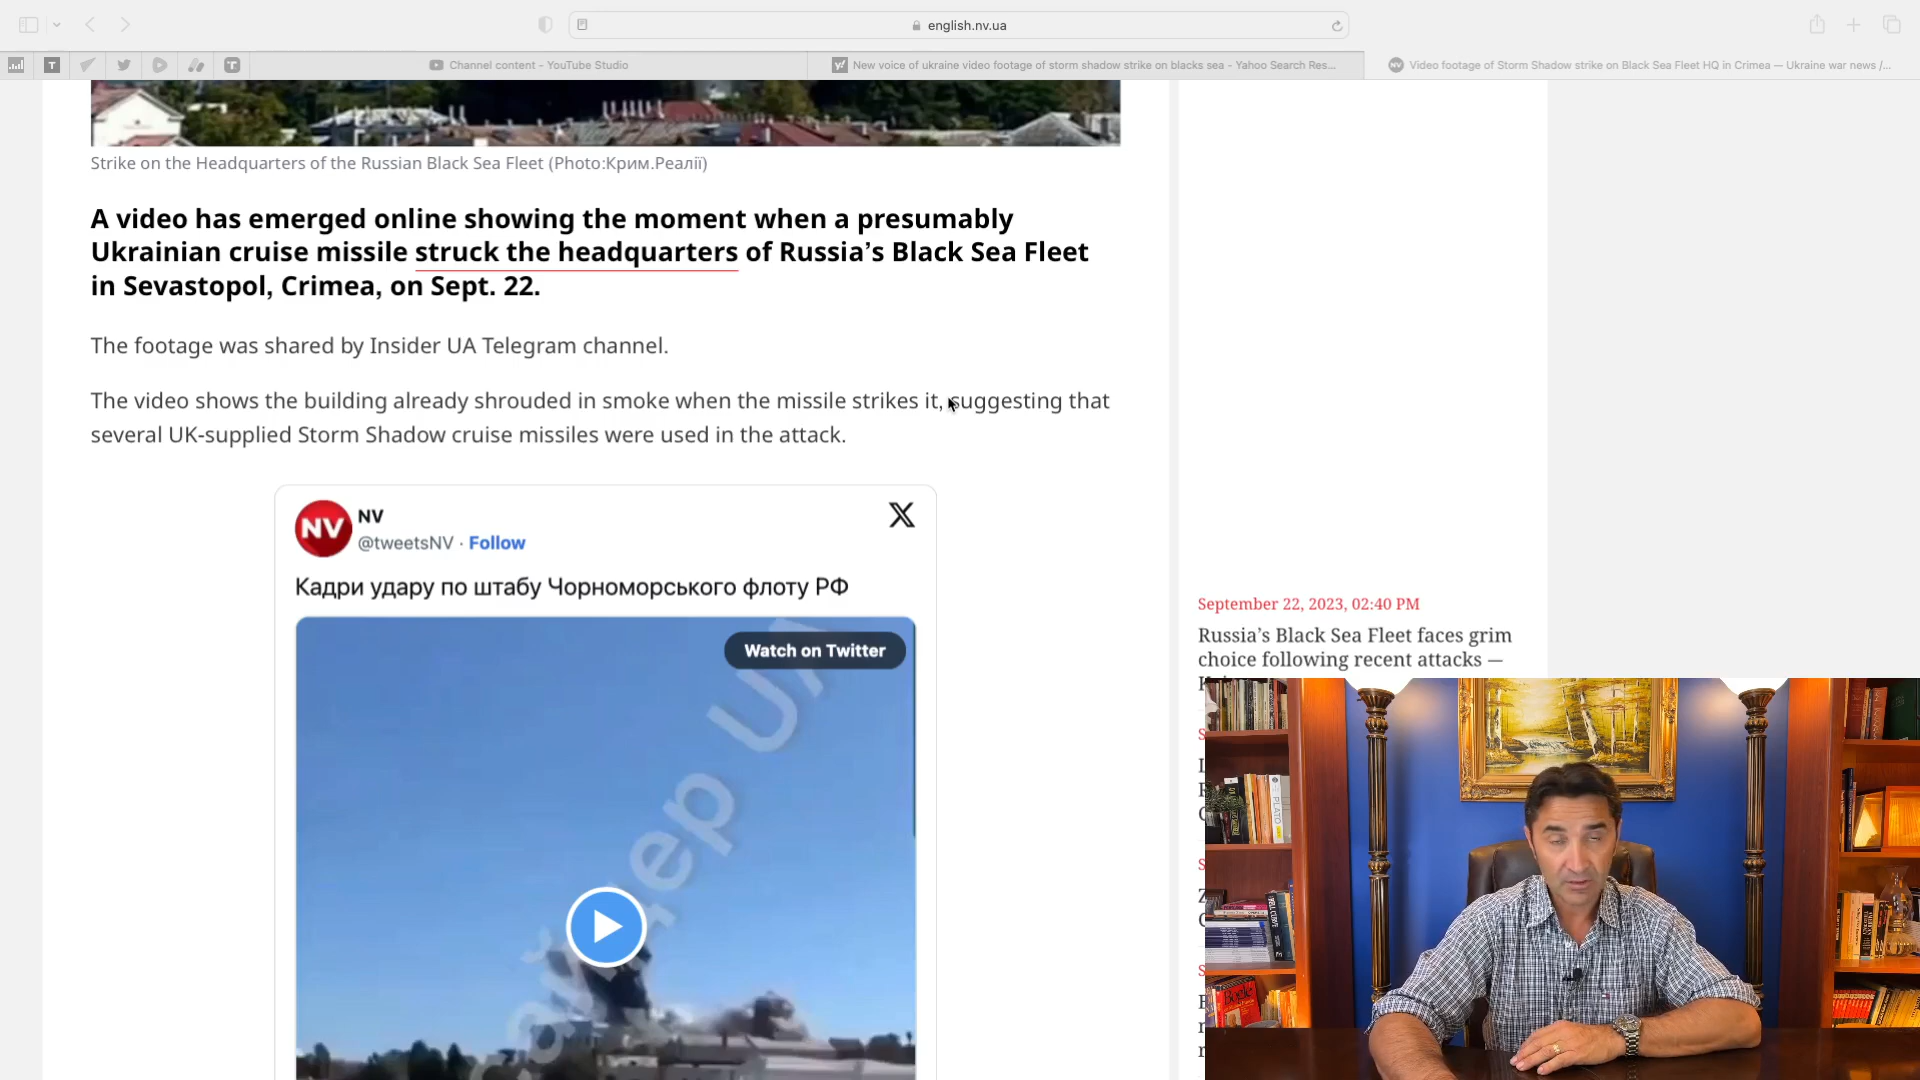 english.nv.ua
Channel content – YouTube Studio
New voice of ukraine video footage of storm shadow strike on blacks sea - Yahoo Search Res...
Video footage of Storm Shadow strike on Black Sea Fleet HQ in Crimea — Ukraine war news /...
Strike on the Headquarters of the Russian Black Sea Fleet (Photo:Крим.Реалії)
A video has emerged online showing the moment when a presumably
Ukrainian cruise missile struck the headquarters of Russia’s Black Sea Fleet
in Sevastopol, Crimea, on Sept. 22.
The footage was shared by Insider UA Telegram channel.
The video shows the building already shrouded in smoke when the missile strikes it, suggesting that
several UK-supplied Storm Shadow cruise missiles were used in the attack.
NV
NV
@tweetsNV · Follow
Кадри удару по штабу Чорноморського флоту РФ
Watch on Twitter
September 22, 2023, 02:40 PM
Russia’s Black Sea Fleet faces grim
choice following recent attacks —
PLATO